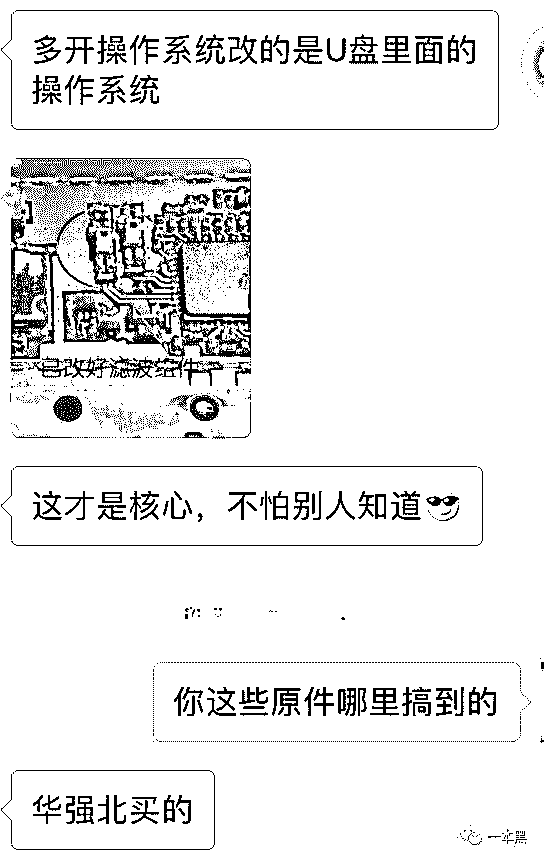 多开操作系统改的是U盘里面的
操作系统
已改好滤波组件
这才是核心，不怕别人知道😎
你这些原件哪里搞到的
华强北买的
一本黑